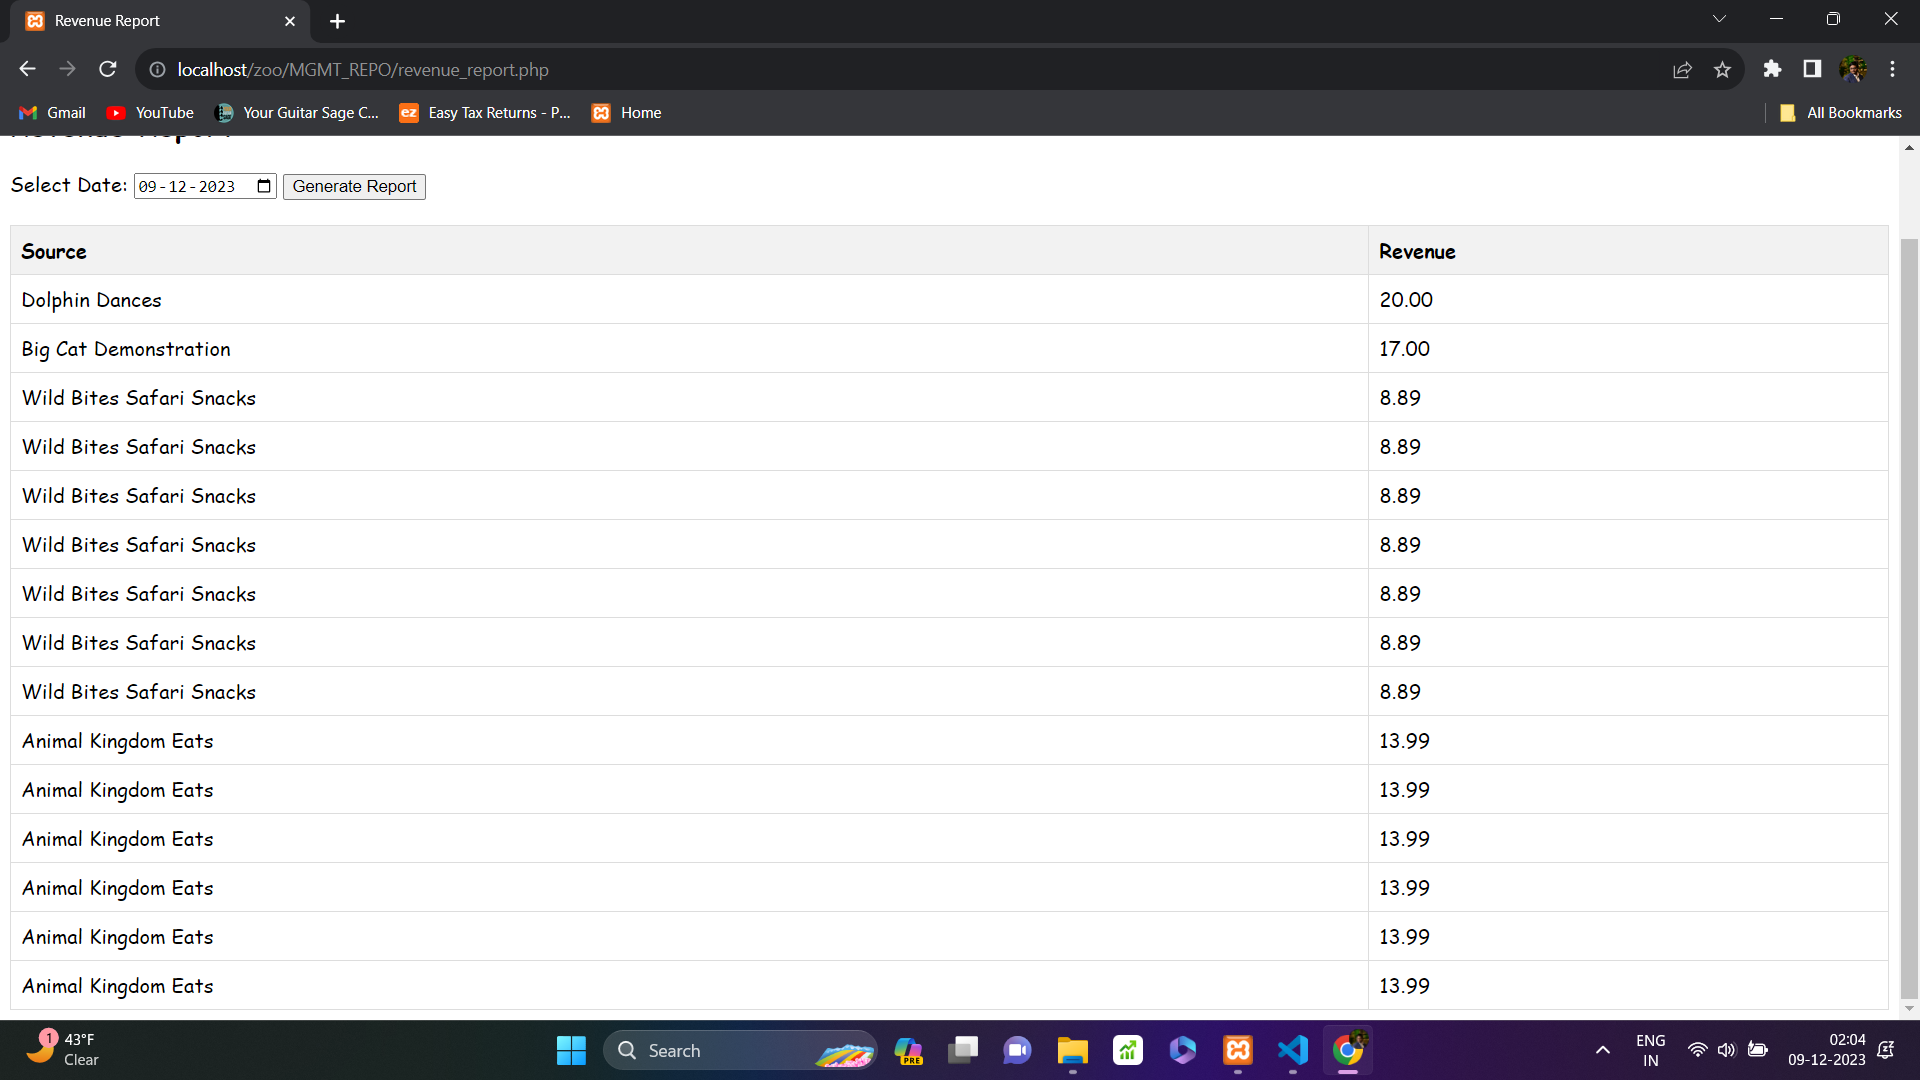 Revenue Report
localhost/zoo/MGMT_REPO/revenue_report.php
Gmail YouTube Your Guitar Sage C... ez Easy Tax Returns - P... Home All Bookmarks
Revenue Report
Select Date: 09-12-2023 Generate Report
Source Revenue
Dolphin Dances 20.00
Big Cat Demonstration 17.00
Wild Bites Safari Snacks 8.89
Wild Bites Safari Snacks 8.89
Wild Bites Safari Snacks 8.89
Wild Bites Safari Snacks 8.89
Wild Bites Safari Snacks 8.89
Wild Bites Safari Snacks 8.89
Wild Bites Safari Snacks 8.89
Animal Kingdom Eats 13.99
Animal Kingdom Eats 13.99
Animal Kingdom Eats 13.99
Animal Kingdom Eats 13.99
Animal Kingdom Eats 13.99
Animal Kingdom Eats 13.99
1 43°F
Clear
Search
PRE
ENG
IN
02:04
09-12-2023